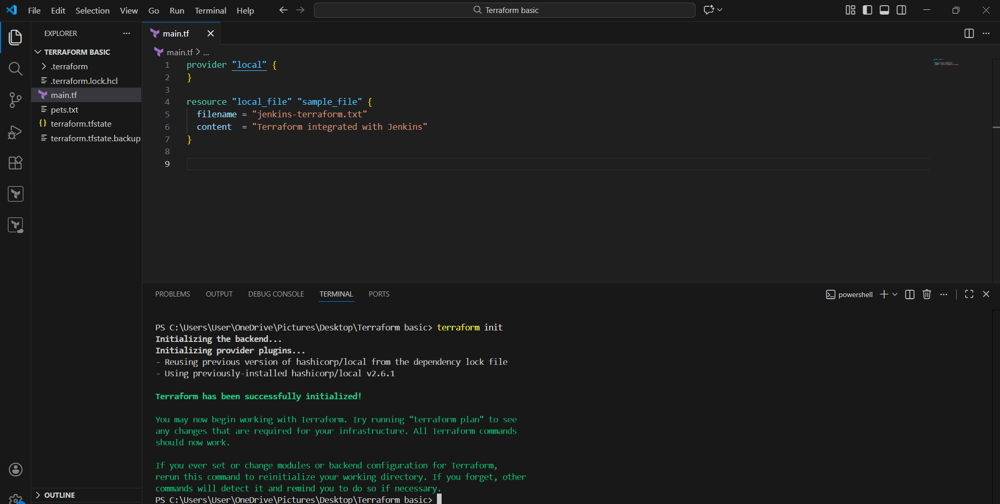 File Edit Selection View Go Run Terminal Help
Terraform basic
EXPLORER
TERRAFORM BASIC
.terraform
.terraform.lock.hcl
main.tf
pets.txt
terraform.tfstate
terraform.tfstate.backup
OUTLINE
main.tf
main.tf > ...
1 provider "local" {
2 }
3
4 resource "local_file" "sample_file" {
5 filename = "jenkins-terraform.txt"
6 content = "Terraform integrated with Jenkins"
7 }
8
9
PROBLEMS OUTPUT DEBUG CONSOLE TERMINAL PORTS
powershell
PS C:\Users\User\OneDrive\Pictures\Desktop\Terraform basic> terraform init
Initializing the backend...
Initializing provider plugins...
- Reusing previous version of hashicorp/local from the dependency lock file
- Using previously-installed hashicorp/local v2.6.1
Terraform has been successfully initialized!
You may now begin working with Terraform. Try running "terraform plan" to see
any changes that are required for your infrastructure. All Terraform commands
should now work.
If you ever set or change modules or backend configuration for Terraform,
rerun this command to reinitialize your working directory. If you forget, other
commands will detect it and remind you to do so if necessary.
PS C:\Users\User\OneDrive\Pictures\Desktop\Terraform basic>